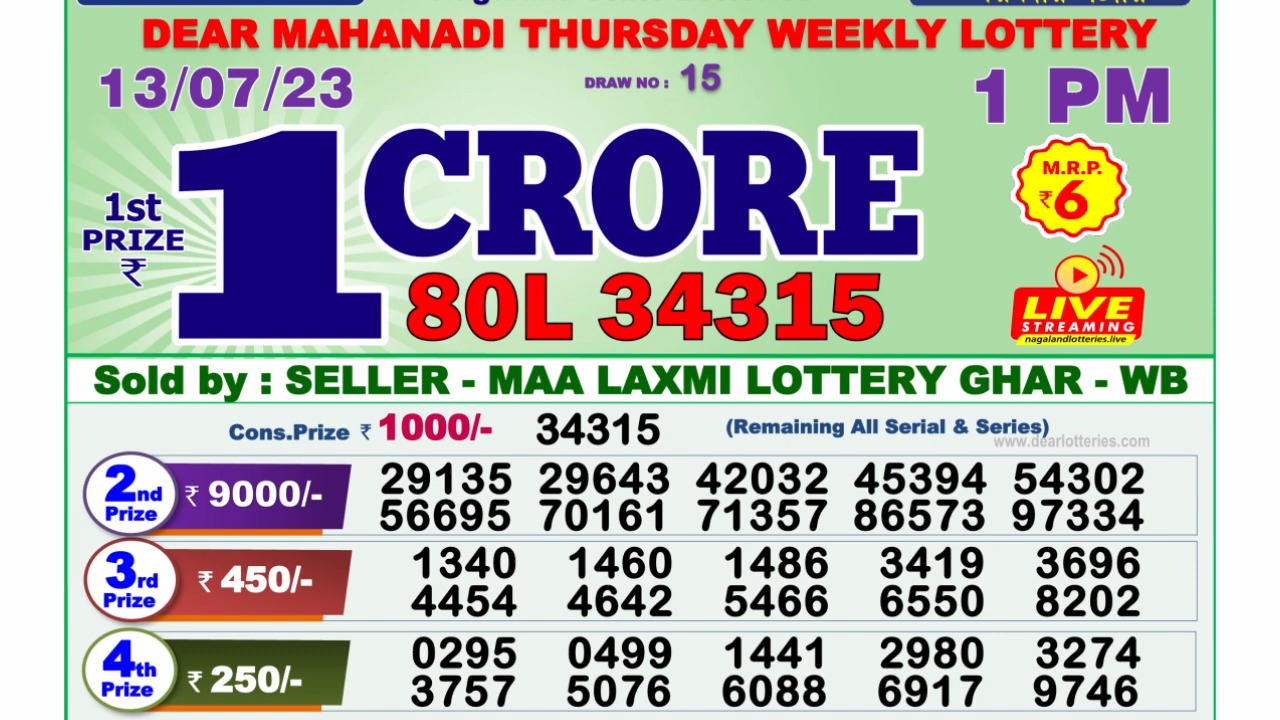 DEAR MAHANADI THURSDAY WEEKLY LOTTERY
13/07/23
DRAW NO : 15
1 PM
1st
PRIZE
₹
1 CRORE
80L 34315
M.R.P.
₹6
LIVE
STREAMING
nagalandlotteries.live
Sold by : SELLER - MAA LAXMI LOTTERY GHAR - WB
Cons.Prize ₹ 1000/- 34315 (Remaining All Serial & Series)
www.dearlotteries.com
2nd Prize ₹ 9000/-
29135 29643 42032 45394 54302
56695 70161 71357 86573 97334
3rd Prize ₹ 450/-
1340 1460 1486 3419 3696
4454 4642 5466 6550 8202
4th Prize ₹ 250/-
0295 0499 1441 2980 3274
3757 5076 6088 6917 9746